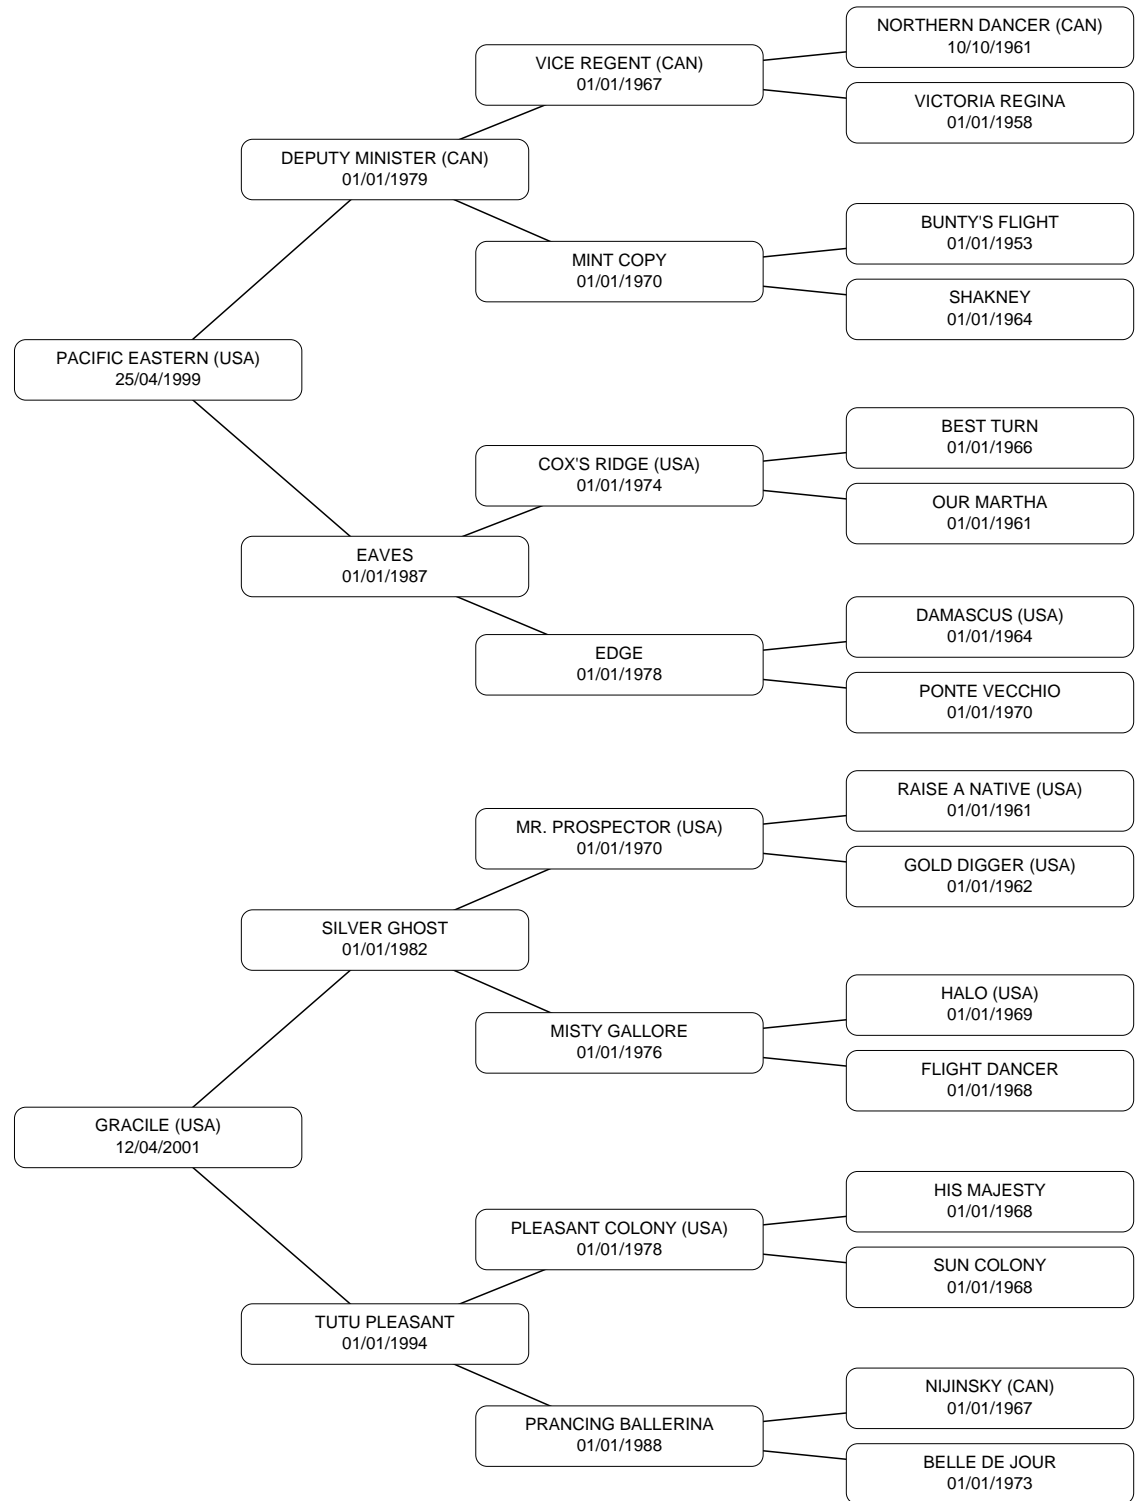 NORTHERN DANCER (CAN)
10/10/1961
VICE REGENT (CAN)
01/01/1967
VICTORIA REGINA
01/01/1958
DEPUTY MINISTER (CAN)
01/01/1979
BUNTY'S FLIGHT
01/01/1953
MINT COPY
01/01/1970
SHAKNEY
01/01/1964
PACIFIC EASTERN (USA)
25/04/1999
BEST TURN
01/01/1966
COX'S RIDGE (USA)
01/01/1974
OUR MARTHA
01/01/1961
EAVES
01/01/1987
DAMASCUS (USA)
01/01/1964
EDGE
01/01/1978
PONTE VECCHIO
01/01/1970
RAISE A NATIVE (USA)
01/01/1961
MR. PROSPECTOR (USA)
01/01/1970
GOLD DIGGER (USA)
01/01/1962
SILVER GHOST
01/01/1982
HALO (USA)
01/01/1969
MISTY GALLORE
01/01/1976
FLIGHT DANCER
01/01/1968
GRACILE (USA)
12/04/2001
HIS MAJESTY
01/01/1968
PLEASANT COLONY (USA)
01/01/1978
SUN COLONY
01/01/1968
TUTU PLEASANT
01/01/1994
NIJINSKY (CAN)
01/01/1967
PRANCING BALLERINA
01/01/1988
BELLE DE JOUR
01/01/1973